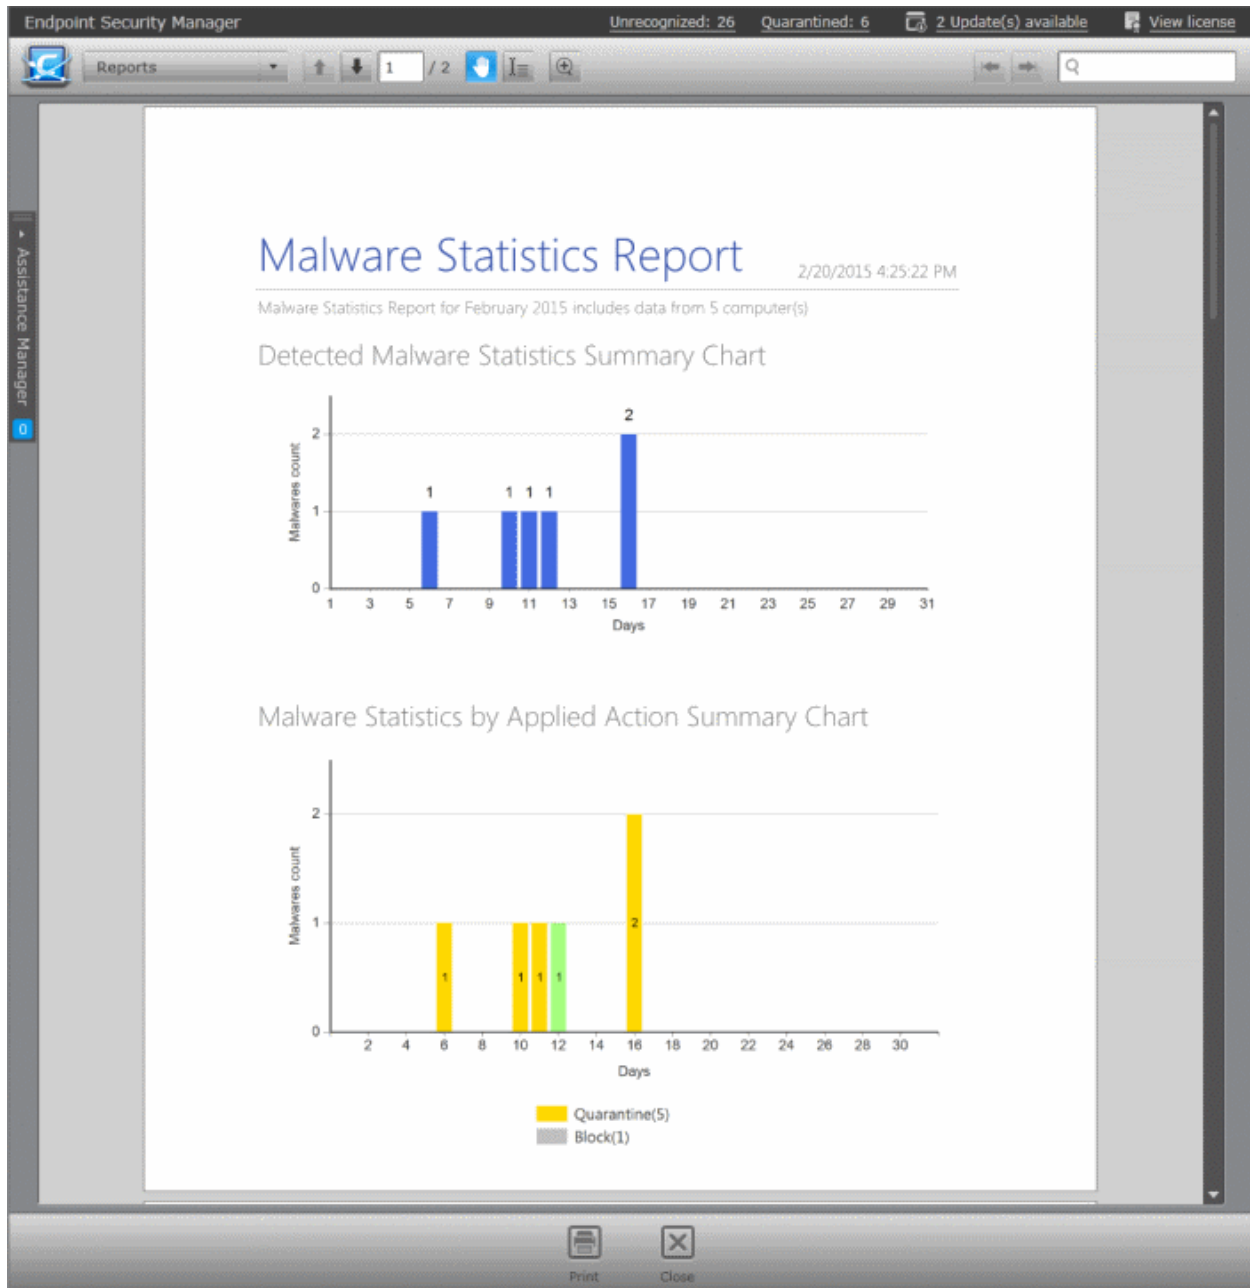 Endpoint Security Manager Unrecognized: 26 Quarantined: 6 2 Update(s) available View license
Reports 1 / 2
Assistance Manager 0
Malware Statistics Report 2/20/2015 4:25:22 PM
Malware Statistics Report for February 2015 includes data from 5 computer(s)
Detected Malware Statistics Summary Chart
2
2
1 1 1 1
Malwares count
1
0
1 3 5 7 9 11 13 15 17 19 21 23 25 27 29 31
Days
Malware Statistics by Applied Action Summary Chart
2
Malwares count
1 2
1 1 1 1
0
2 4 6 8 10 12 14 16 18 20 22 24 26 28 30
Days
Quarantine(5)
Block(1)
Print Close